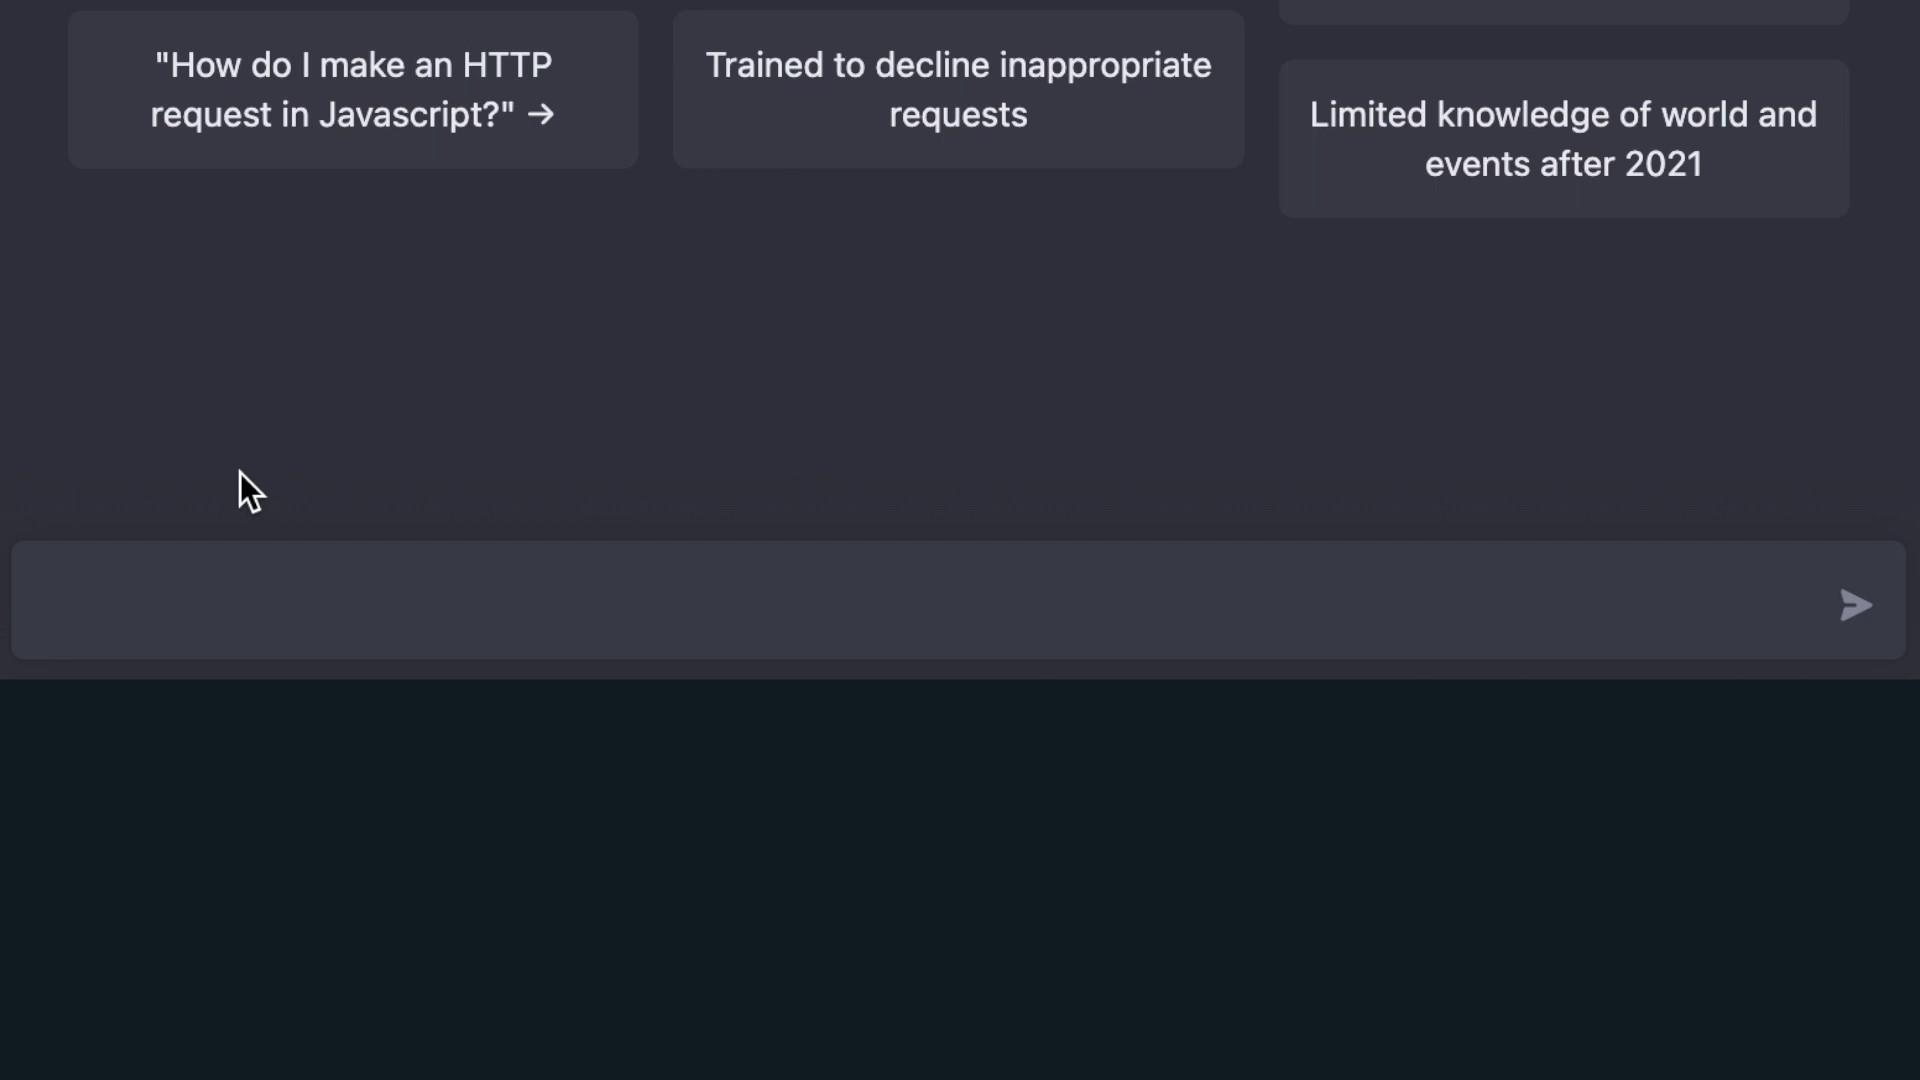 "How do I make an HTTP
request in Javascript?" →
Trained to decline inappropriate
requests
Limited knowledge of world and
events after 2021